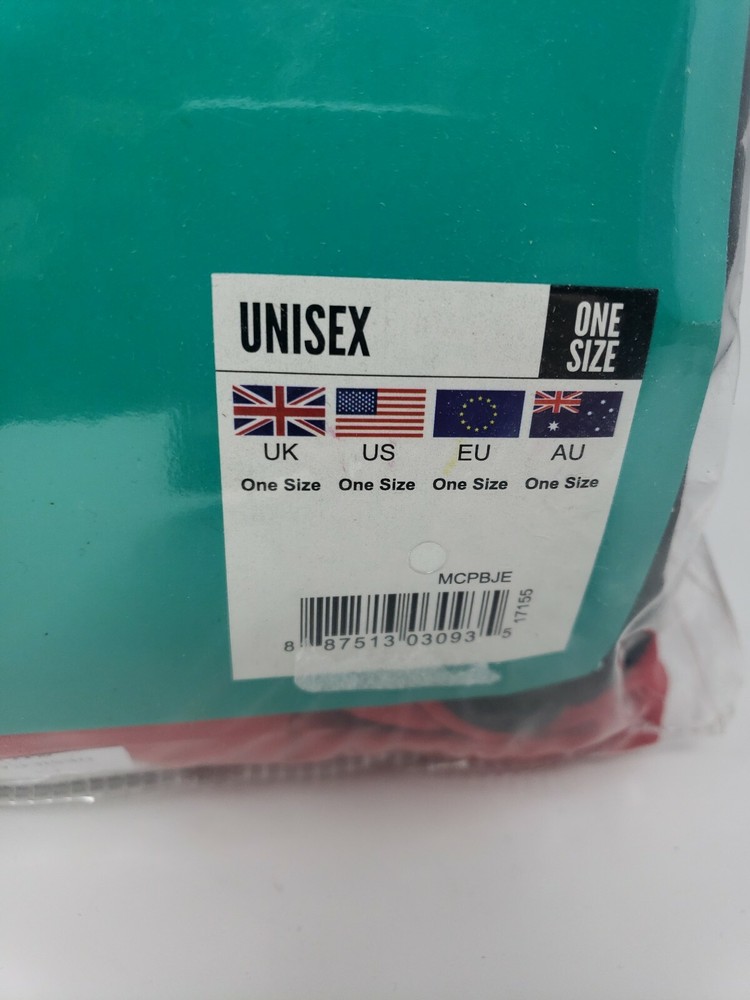 UNISEX
ONE
SIZE
UK US EU AU
One Size One Size One Size One Size
MCPBJE
17155
8 87513 03093 5